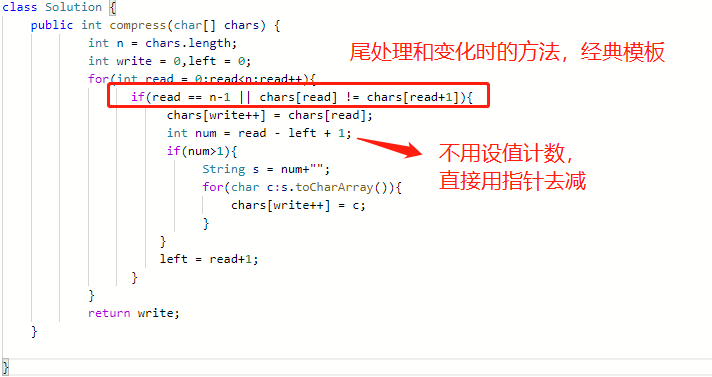 class Solution {
public int compress(char[] chars) {
int n = chars.length;
int write = 0,left = 0;
尾处理和变化时的方法，经典模板
for(int read = 0;read<n;read++){
if(read == n-1 || chars[read] != chars[read+1]){
chars[write++] = chars[read];
int num = read - left + 1;
不用设值计数，
直接用指针去减
if(num>1){
String s = num+"";
for(char c:s.toCharArray()){
chars[write++] = c;
}
}
left = read+1;
}
}
return write;
}
}